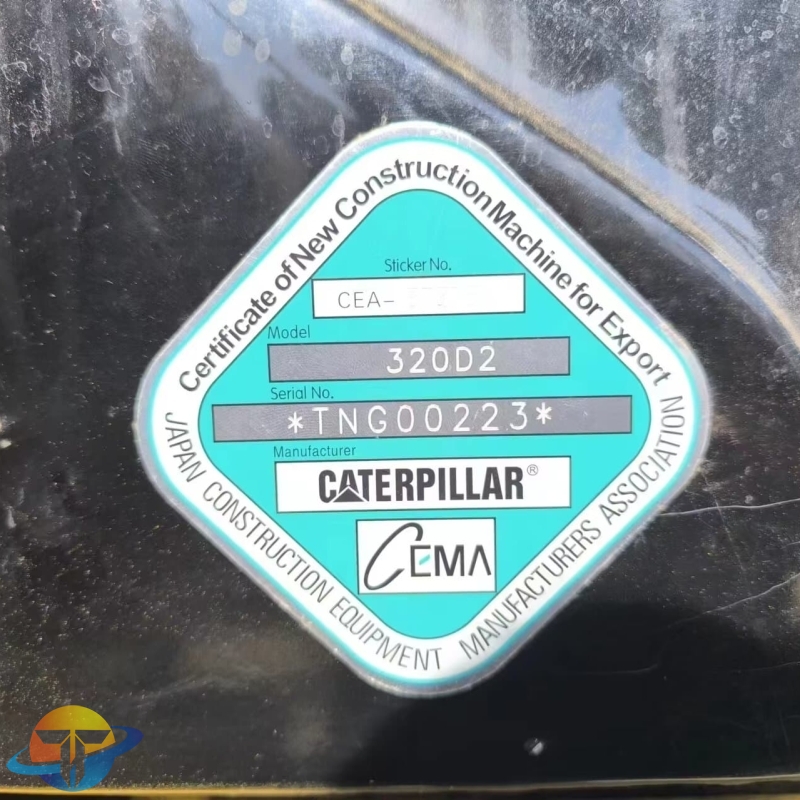 Certificate of New Construction Machine for Export
Sticker No.
CEA-
Model
320D2
Serial No.
*TNG00223*
Manufacturer
CATERPILLAR®
CEMA
JAPAN CONSTRUCTION EQUIPMENT MANUFACTURERS ASSOCIATION